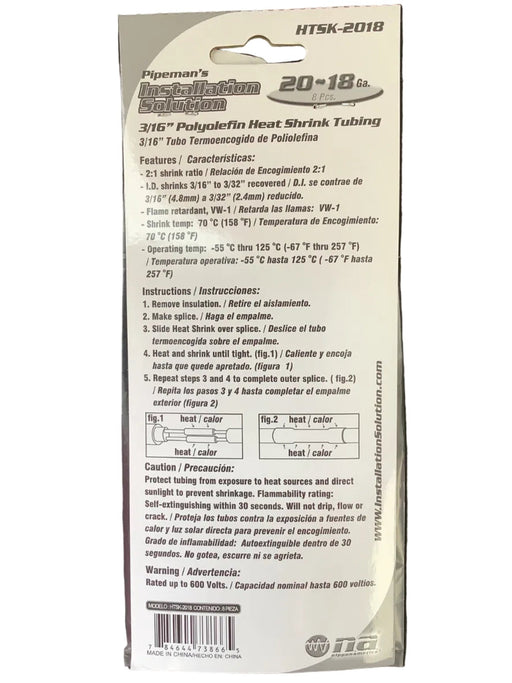 HTSK-2018
Pipeman's
Installation
Solution
20~18 Ga.
8 Pcs.
3/16" Polyolefin Heat Shrink Tubing
3/16" Tubo Termoencogido de Poliolefina
Features / Características:
- 2:1 shrink ratio / Relación de Encogimiento 2:1
- I.D. shrinks 3/16" to 3/32" recovered / D.I. se contrae de
3/16" (4.8mm) a 3/32" (2.4mm) reducido.
- Flame retardant, VW-1 / Retarda las llamas: VW-1
- Shrink temp: 70 °C (158 °F) / Temperatura de Encogimiento:
70 °C (158 °F)
- Operating temp: -55 °C thru 125 °C (-67 °F thru 257 °F)
/ Temperatura operativa: -55 °C hasta 125 °C ( -67 °F hasta
257 °F)
Instructions / Instrucciones:
1. Remove insulation. / Retire el aislamiento.
2. Make splice. / Haga el empalme.
3. Slide Heat Shrink over splice. / Deslice el tubo
termoencogida sobre el empalme.
4. Heat and shrink until tight. (fig.1) / Caliente y encoja
hasta que quede apretado. (figura 1)
5. Repeat steps 3 and 4 to complete outer splice. ( fig.2)
/ Repita los pasos 3 y 4 hasta completar el empalme
exterior (figura 2)
fig.1 heat / calor
heat / calor
fig.2 heat / calor
heat / calor
www.InstallationSolution.com
Caution / Precaución:
Protect tubing from exposure to heat sources and direct
sunlight to prevent shrinkage. Flammability rating:
Self-extinguishing within 30 seconds. Will not drip, flow or
crack. / Proteja los tubos contra la exposición a fuentes de
calor y luz solar directa para prevenir el encogimiento.
Grado de inflamabilidad: Autoextinguible dentro de 30
segundos. No gotea, escurre ni se agrieta.
Warning / Advertencia:
Rated up to 600 Volts. / Capacidad nominal hasta 600 voltios.
MODELO: HTSK-2018 CONTENIDO: 8 PIEZA
7 84644 73866 5
MADE IN CHINA/HECHO EN CHINA
na